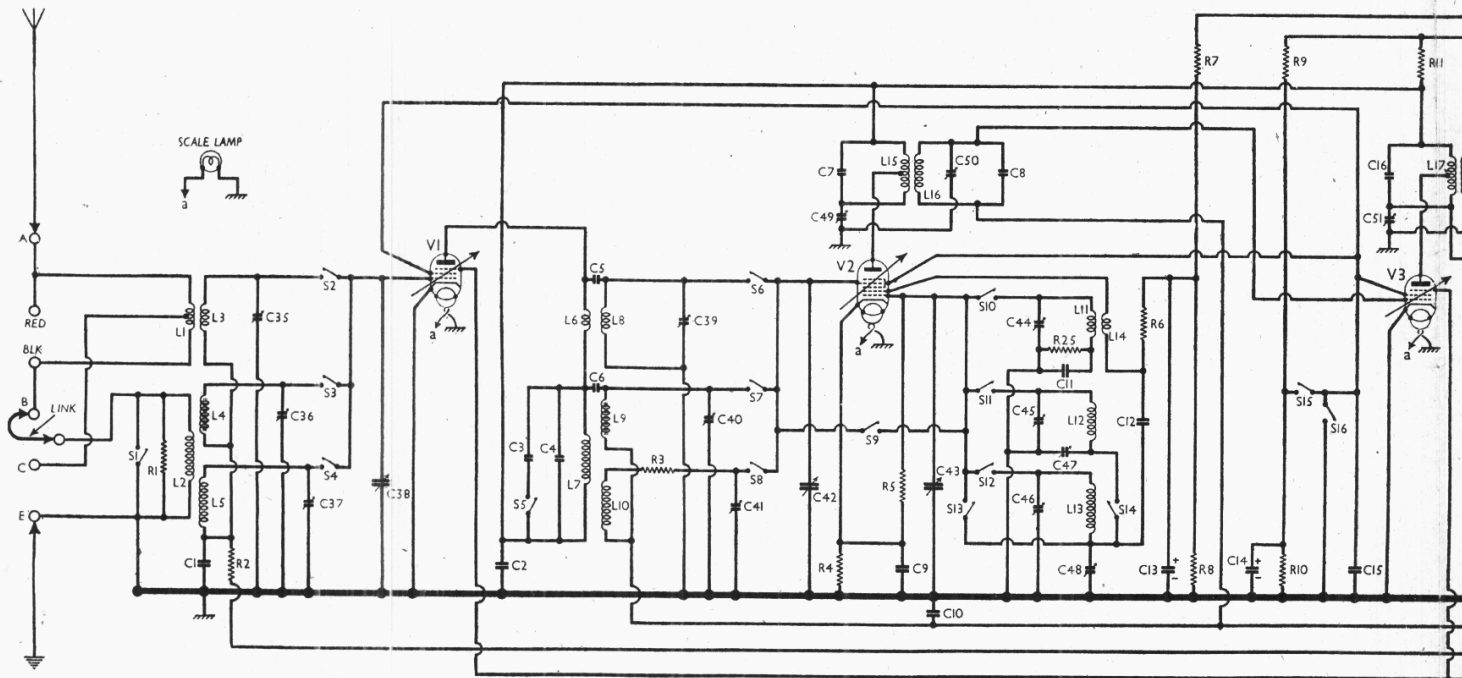 R7
R9
R11
SCALE LAMP
a
C7
L15
L16
C50
C8
C16
L17
C49
C51
A
V1
V2
V3
a
a
a
RED
L1
L3
C35
S2
C5
L6
L8
C39
S6
S10
C44
L11
L14
R6
R25
C11
BLK
B
LINK
S3
L4
C36
C6
L9
C40
S7
S9
S11
C45
L12
C12
S15
S16
C
S1
R1
L2
S4
L5
C37
C38
C3
C4
L7
S5
R3
L10
C41
S8
C42
R5
C43
S12
C47
S13
C46
L13
S14
E
C1
R2
C2
R4
C9
C48
C13
+
−
R8
C14
+
−
R10
C15
C10